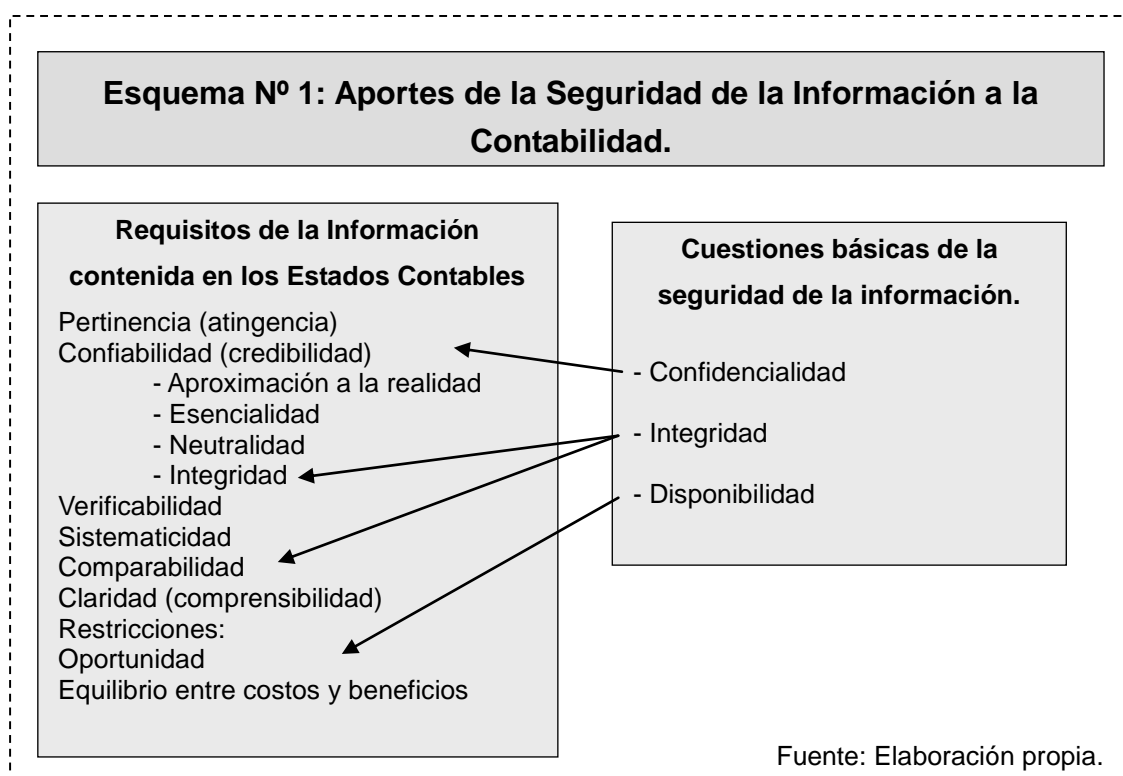 Esquema Nº 1: Aportes de la Seguridad de la Información a la
Contabilidad.
Requisitos de la Información
contenida en los Estados Contables
Pertinencia (atingencia)
Confiabilidad (credibilidad)
- Aproximación a la realidad
- Esencialidad
- Neutralidad
- Integridad
Verificabilidad
Sistematicidad
Comparabilidad
Claridad (comprensibilidad)
Restricciones:
Oportunidad
Equilibrio entre costos y beneficios
Cuestiones básicas de la
seguridad de la información.
- Confidencialidad
- Integridad
- Disponibilidad
Fuente: Elaboración propia.